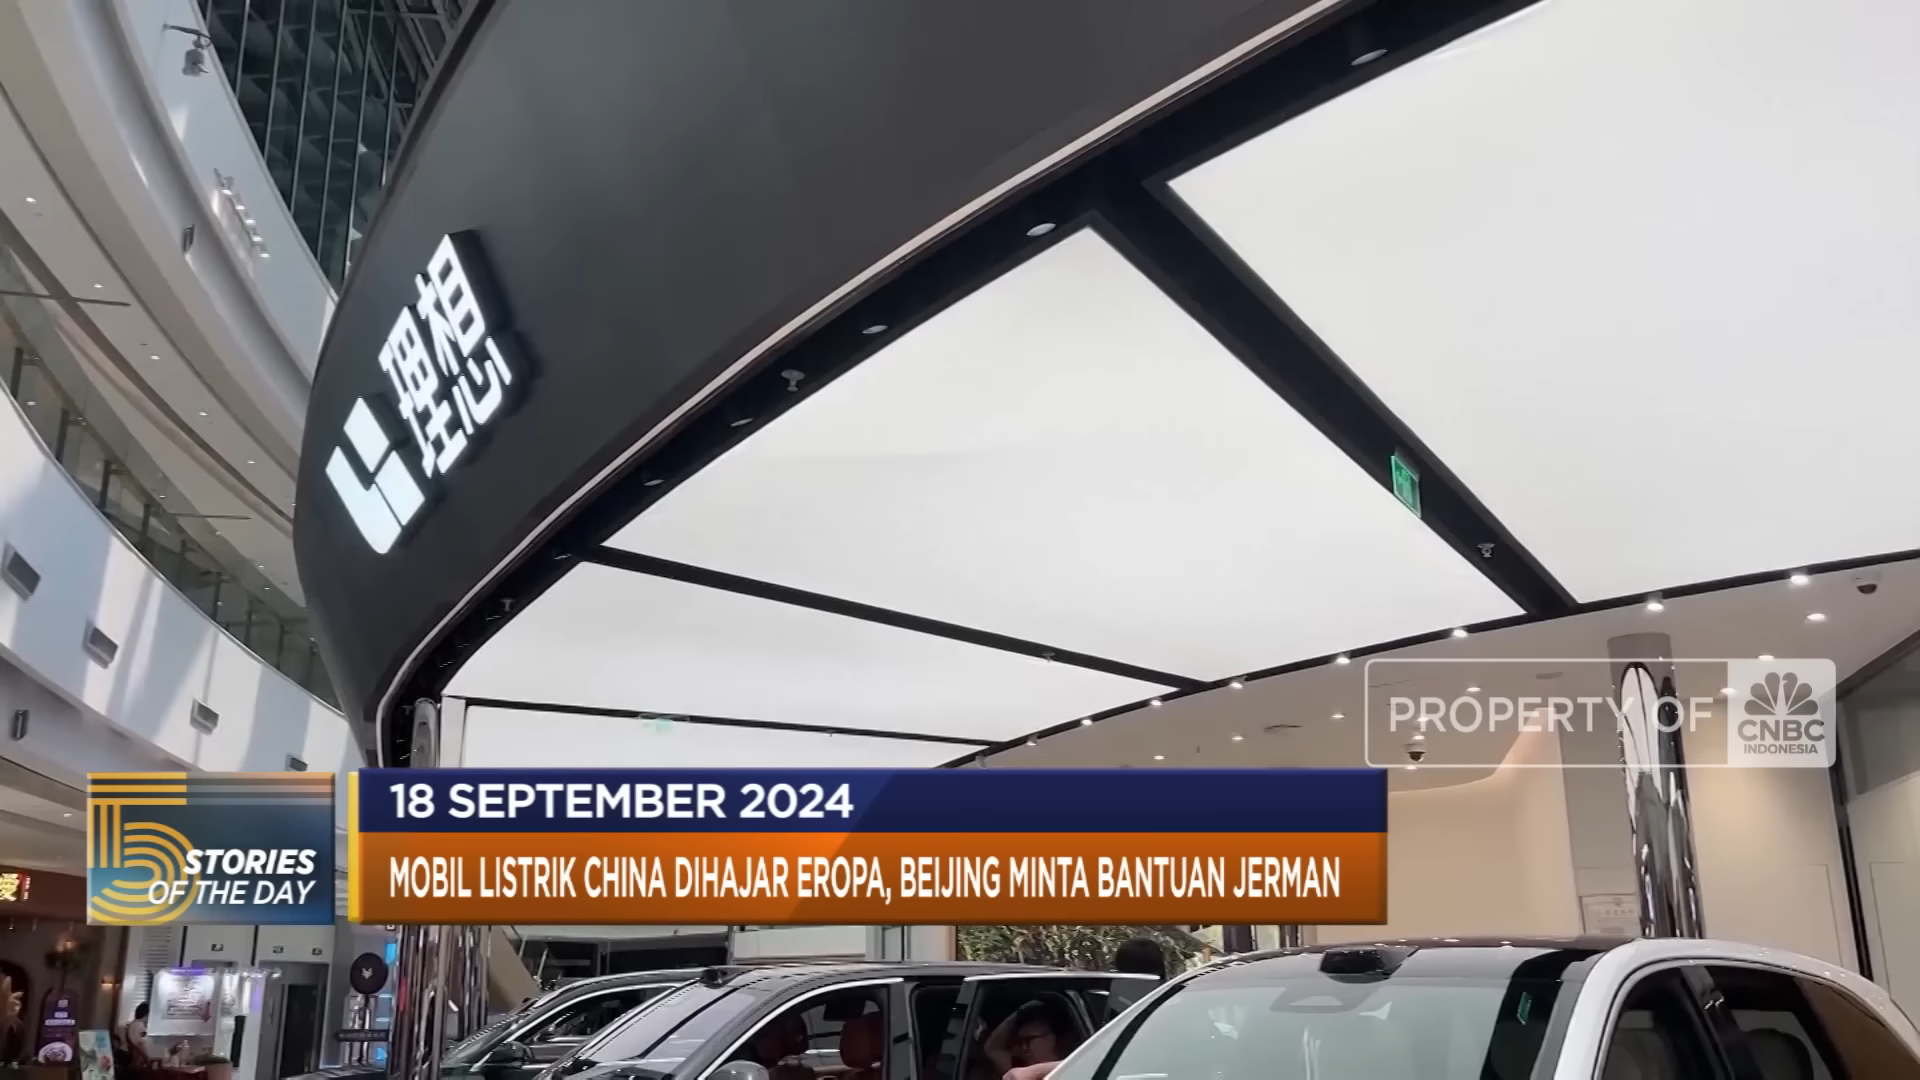 理想
PROPERTY OF
CNBC
INDONESIA
18 SEPTEMBER 2024
5 STORIES
OF THE DAY
MOBIL LISTRIK CHINA DIHAJAR EROPA, BEIJING MINTA BANTUAN JERMAN